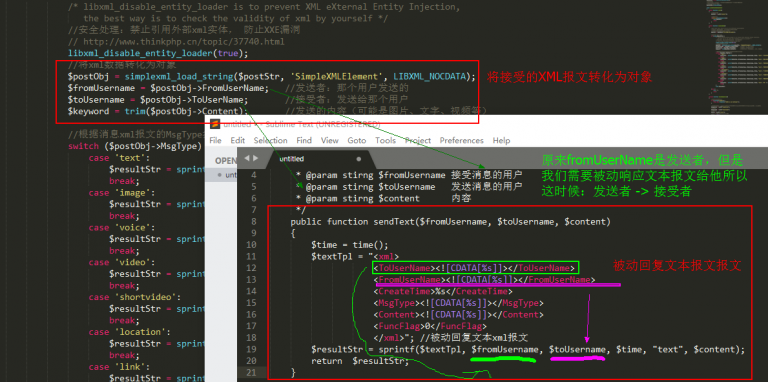 /* libxml_disable_entity_loader is to prevent XML eXternal Entity Injection,
the best way is to check the validity of xml by yourself */
//安全处理：禁止引用外部xml实体， 防止XXE漏洞
// http://www.thinkphp.cn/topic/37740.html
libxml_disable_entity_loader(true);
//将xml数据转化为对象
$postObj = simplexml_load_string($postStr, 'SimpleXMLElement', LIBXML_NOCDATA);
将接受的XML报文转化为对象
$fromUsername = $postObj->FromUserName; //发送者：那个用户发送的
$toUsername = $postObj->ToUserName; //接受者：发送给那个用户
$keyword = trim($postObj->Content); //发送的内容（可能是图片、文字、视频等）
//根据消息xml报文的MsgType
switch ($postObj->MsgType)
case 'text':
$resultStr = sprint
break;
case 'image':
$resultStr = sprint
break;
case 'voice':
$resultStr = sprint
break;
case 'video':
$resultStr = sprint
break;
case 'shortvideo':
$resultStr = sprint
break;
case 'location':
$resultStr = sprint
break;
case 'link':
$resultStr = sprint
untitled - Sublime Text (UNREGISTERED)
File Edit Selection Find View Goto Tools Project Preferences Help
OPEN
untitled
原来fromUserName是发送者，但是
我们需要被动响应文本报文给他所以
这时候：发送者 -> 接受者
4 * @param stirng $fromUsername 接受消息的用户
5 * @param stirng $toUsername 发送消息的用户
6 * @param stirng $content 内容
7 */
8 public function sendText($fromUsername, $toUsername, $content)
9 {
10 $time = time();
11 $textTpl = "<xml>
12 <ToUserName><![CDATA[%s]]></ToUserName>
13 <FromUserName><![CDATA[%s]]></FromUserName>
14 <CreateTime>%s</CreateTime>
15 <MsgType><![CDATA[%s]]></MsgType>
16 <Content><![CDATA[%s]]></Content>
17 <FuncFlag>0</FuncFlag>
18 </xml>"; //被动回复文本xml报文
19 $resultStr = sprintf($textTpl, $fromUsername, $toUsername, $time, "text", $content);
20 return $resultStr;
21 }
被动回复文本报文报文